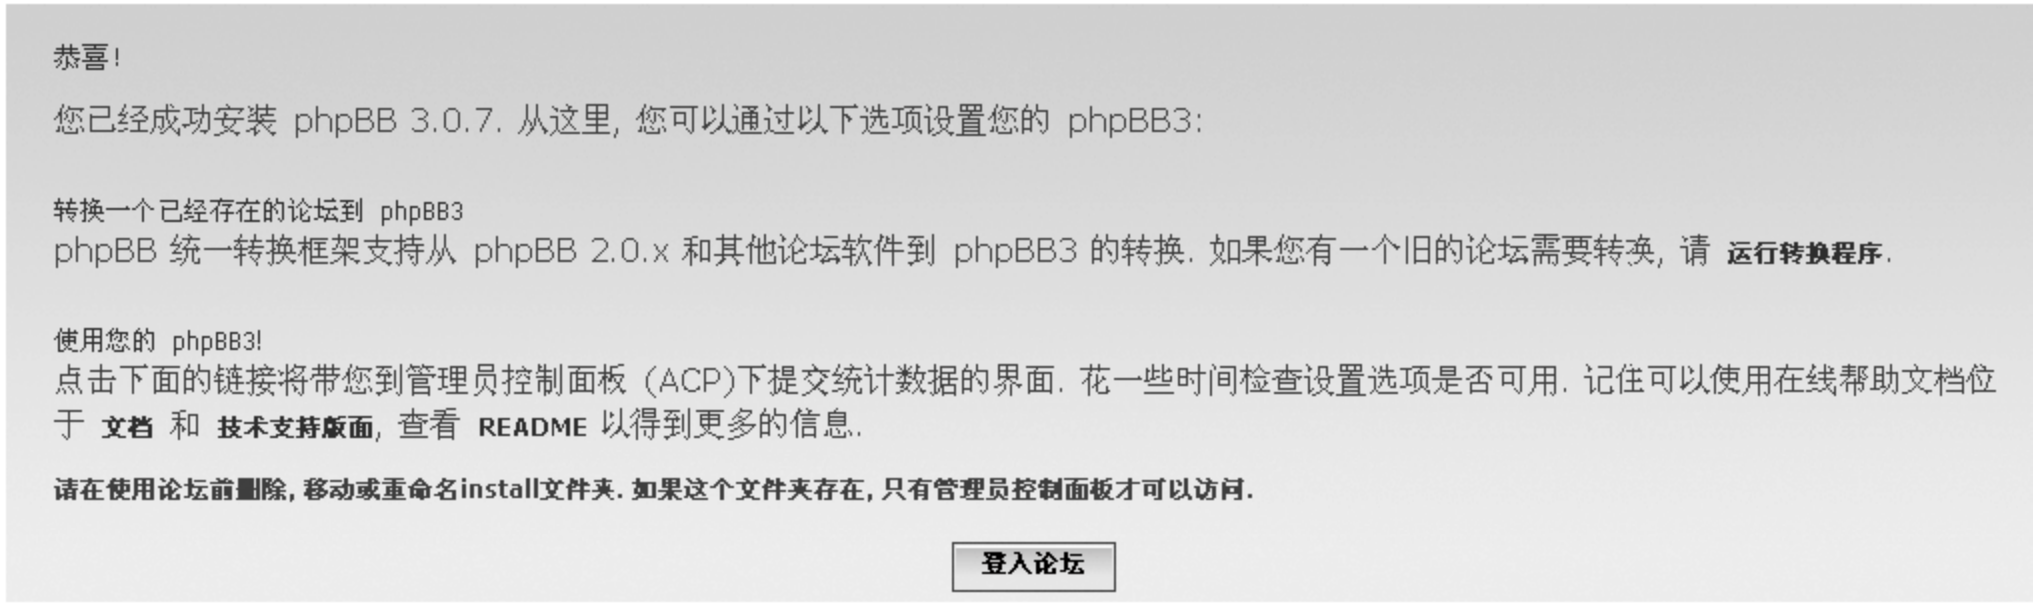 恭喜!
您已经成功安装 phpBB 3.0.7. 从这里, 您可以通过以下选项设置您的 phpBB3:
转换一个已经存在的论坛到 phpBB3
phpBB 统一转换框架支持从 phpBB 2.0.x 和其他论坛软件到 phpBB3 的转换. 如果您有一个旧的论坛需要转换, 请 运行转换程序.
使用您的 phpBB3!
点击下面的链接将带您到管理员控制面板 (ACP)下提交统计数据的界面. 花一些时间检查设置选项是否可用. 记住可以使用在线帮助文档位
于 文档 和 技术支持版面, 查看 README 以得到更多的信息.
请在使用论坛前删除, 移动或重命名install文件夹. 如果这个文件夹存在, 只有管理员控制面板才可以访问.
登入论坛